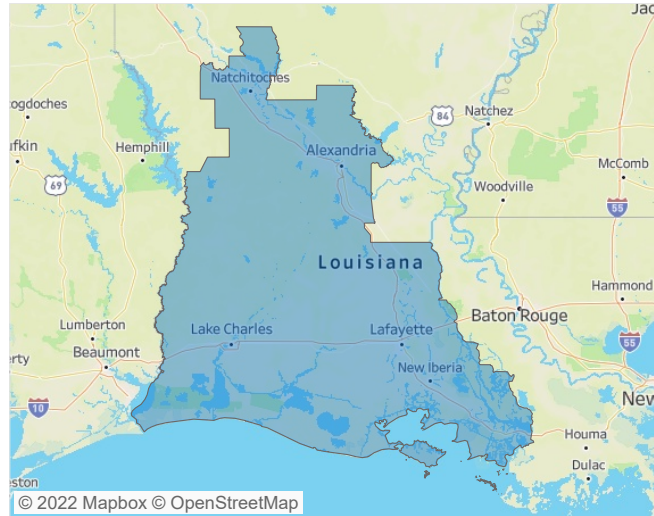 Jac
Natchitoches
ogdoches
84
Natchez
ufkin
Hemphill
Alexandria
McComb
69
Woodville
55
Louisiana
Hammond
Baton Rouge
Lumberton
Lake Charles
Lafayette
55
erty
Beaumont
New Iberia
10
New
Houma
Dulac
eston
© 2022 Mapbox © OpenStreetMap